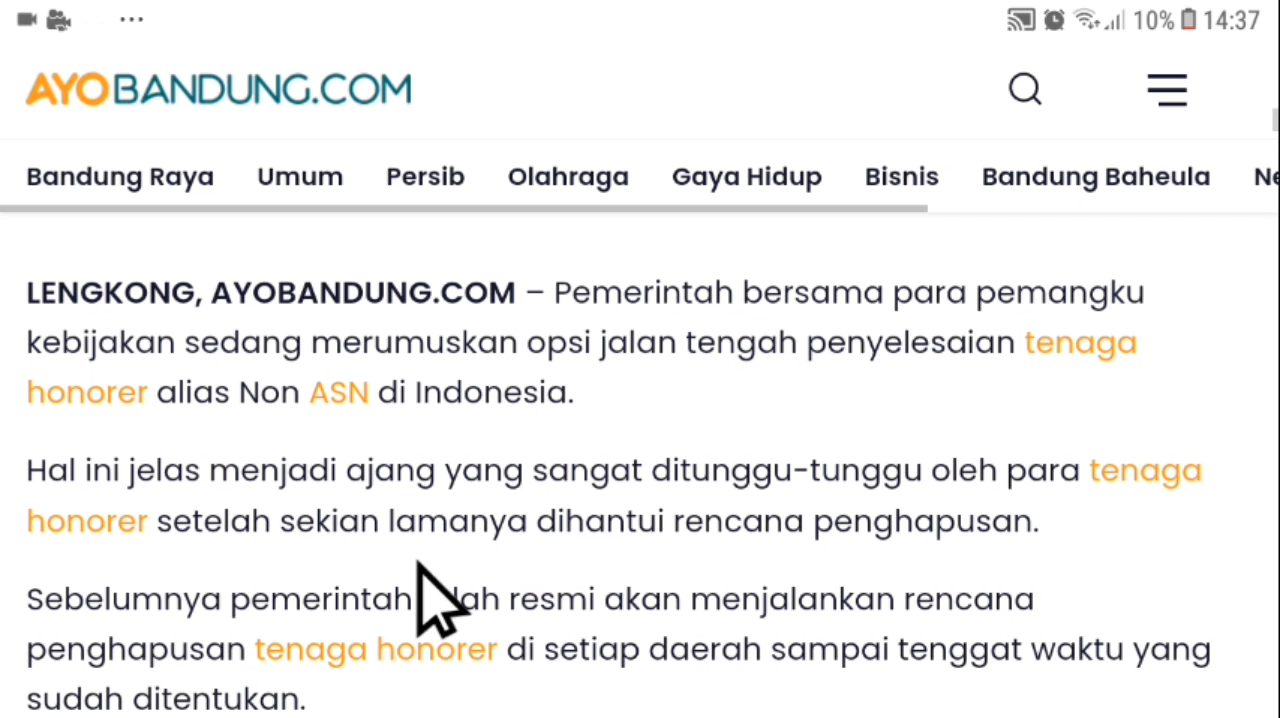 10% 14:37
AYOBANDUNG.COM
Bandung Raya Umum Persib Olahraga Gaya Hidup Bisnis Bandung Baheula
LENGKONG, AYOBANDUNG.COM – Pemerintah bersama para pemangku
kebijakan sedang merumuskan opsi jalan tengah penyelesaian tenaga
honorer alias Non ASN di Indonesia.
Hal ini jelas menjadi ajang yang sangat ditunggu-tunggu oleh para tenaga
honorer setelah sekian lamanya dihantui rencana penghapusan.
Sebelumnya pemerintah resmi akan menjalankan rencana
penghapusan tenaga honorer di setiap daerah sampai tenggat waktu yang
sudah ditentukan.